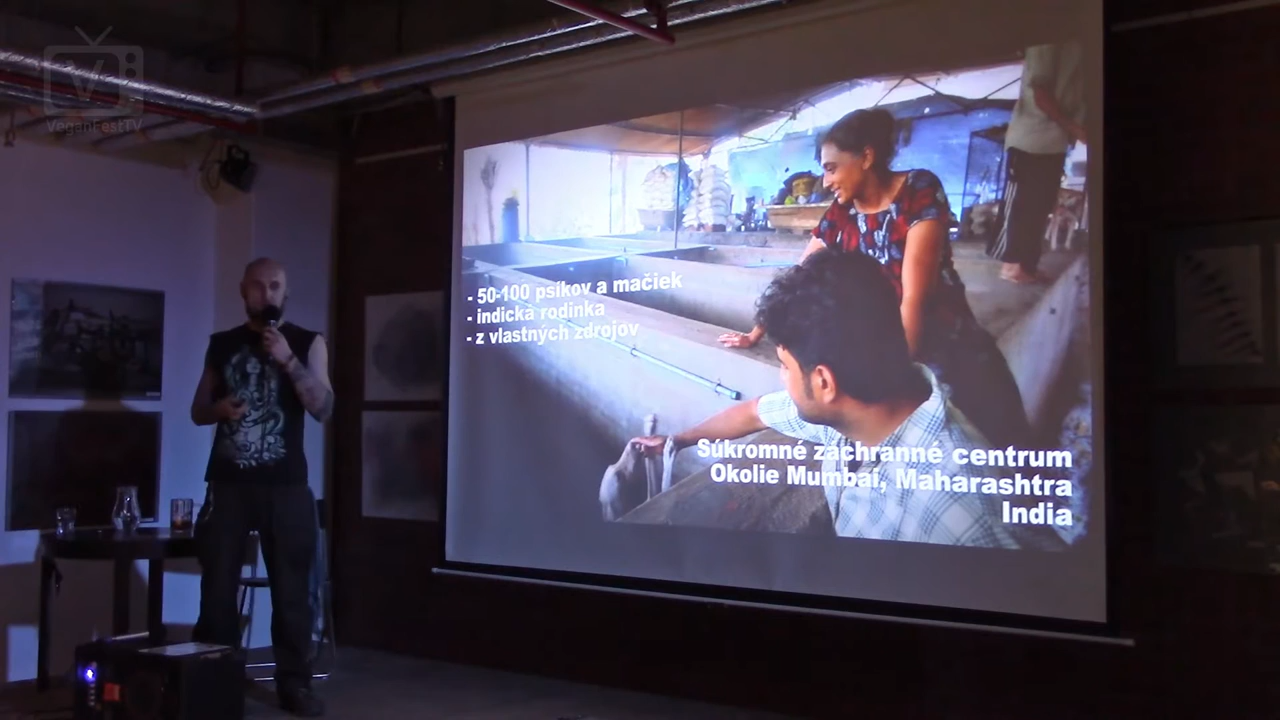 VeganFestTV
- 50-100 psíkov a mačiek
- indická rodinka
- z vlastných zdrojov
Súkromné záchranné centrum
Okolie Mumbai, Maharashtra
India